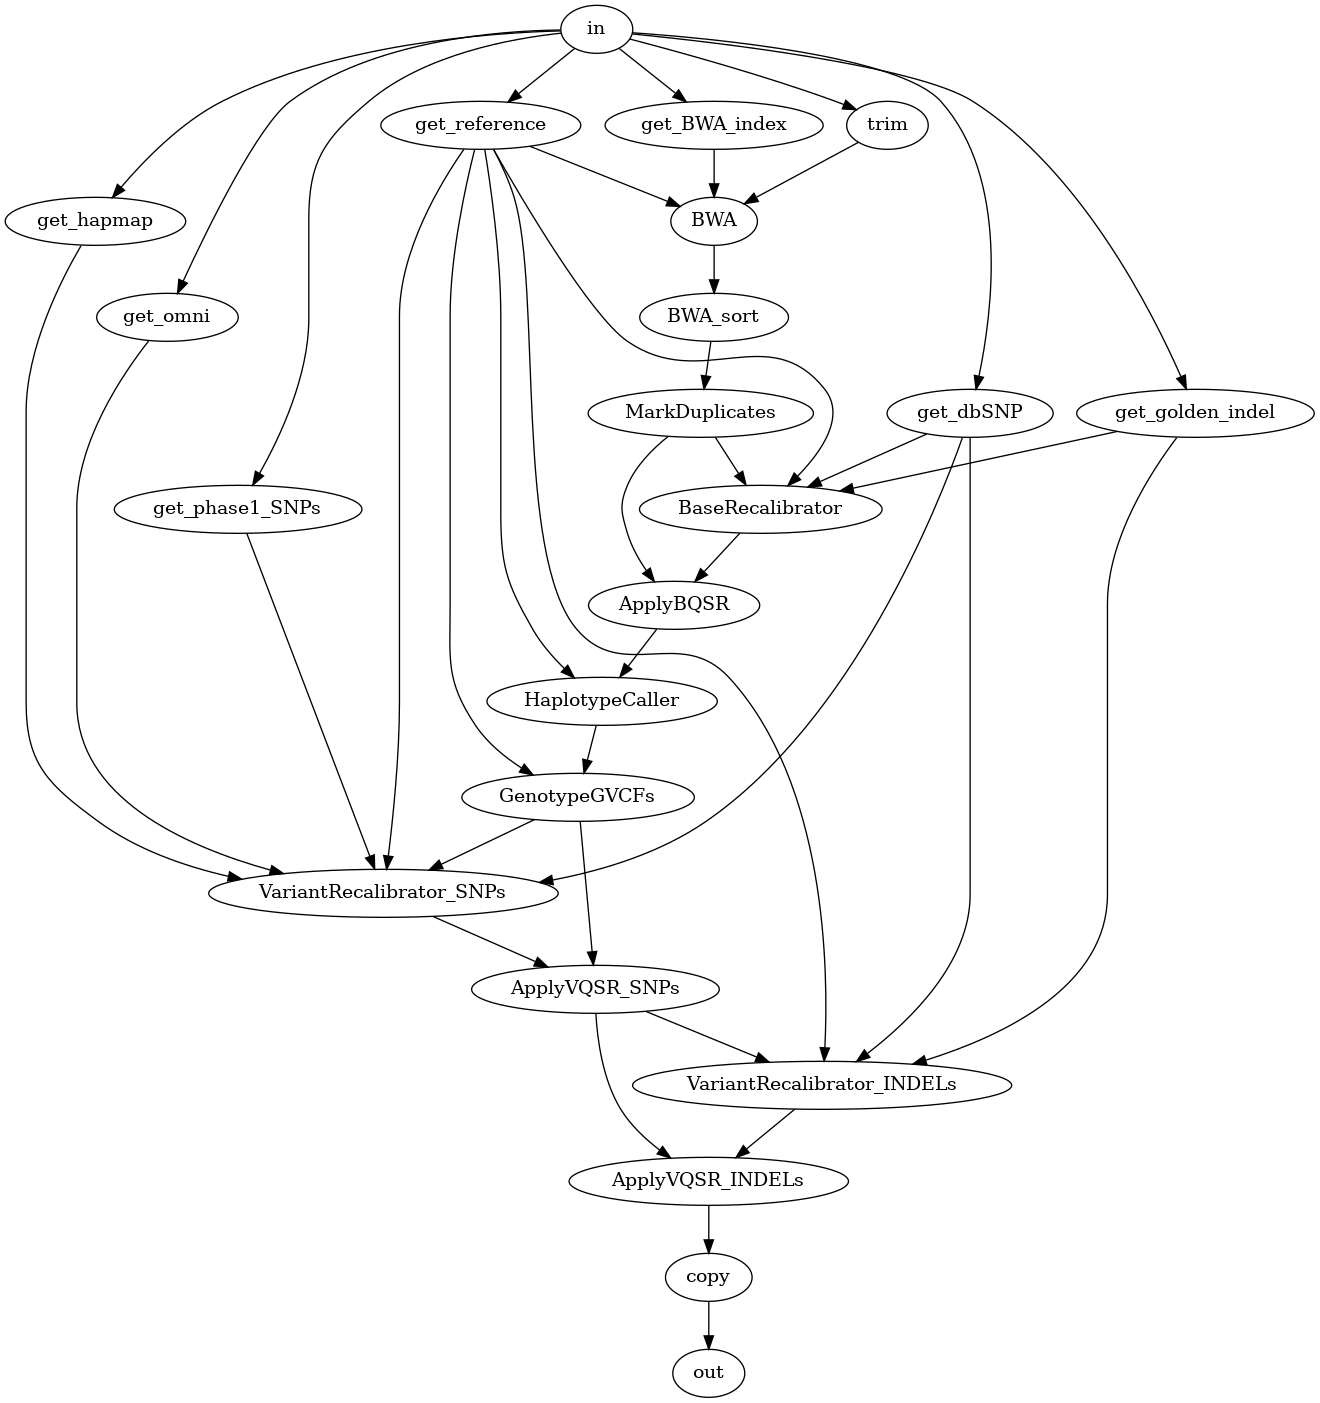 in
get_reference
get_BWA_index
trim
get_hapmap
BWA
get_omni
BWA_sort
MarkDuplicates
get_dbSNP
get_golden_indel
get_phase1_SNPs
BaseRecalibrator
ApplyBQSR
HaplotypeCaller
GenotypeGVCFs
VariantRecalibrator_SNPs
ApplyVQSR_SNPs
VariantRecalibrator_INDELs
ApplyVQSR_INDELs
copy
out